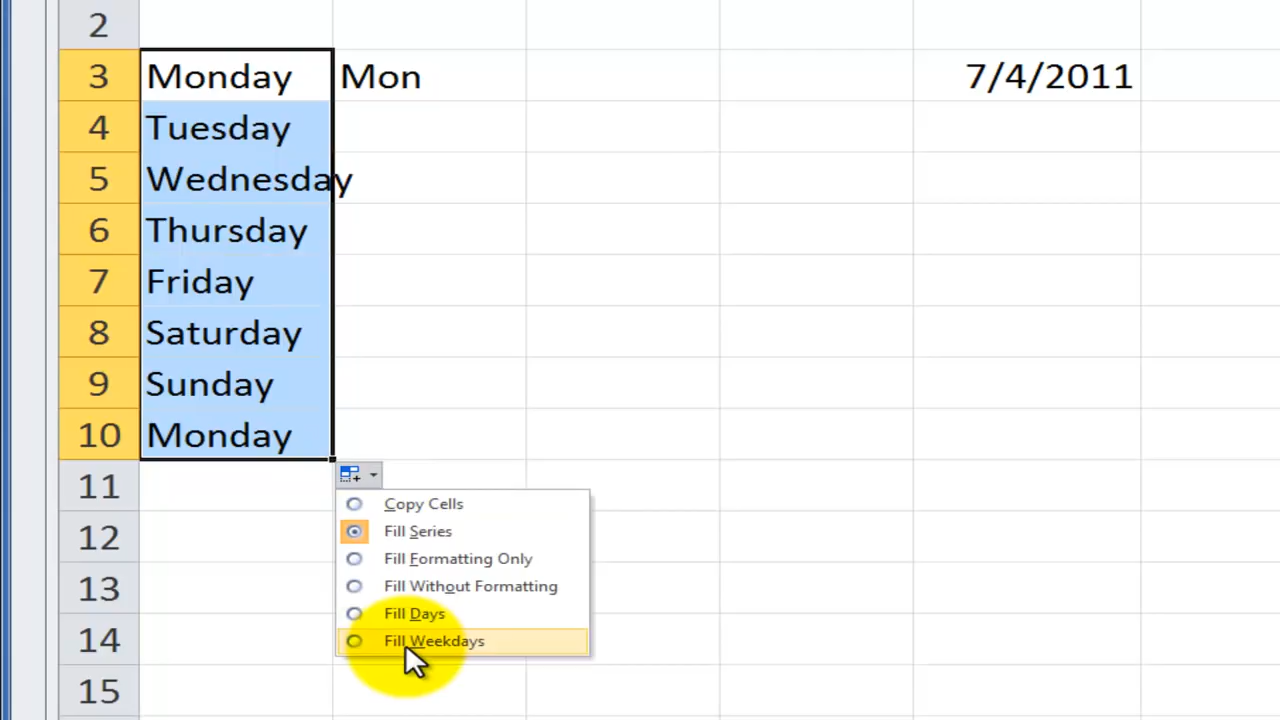 2
3 Monday Mon 7/4/2011
4 Tuesday
5 Wednesday
6 Thursday
7 Friday
8 Saturday
9 Sunday
10 Monday
11
Copy Cells
12 Fill Series
Fill Formatting Only
13 Fill Without Formatting
Fill Days
14 Fill Weekdays
15